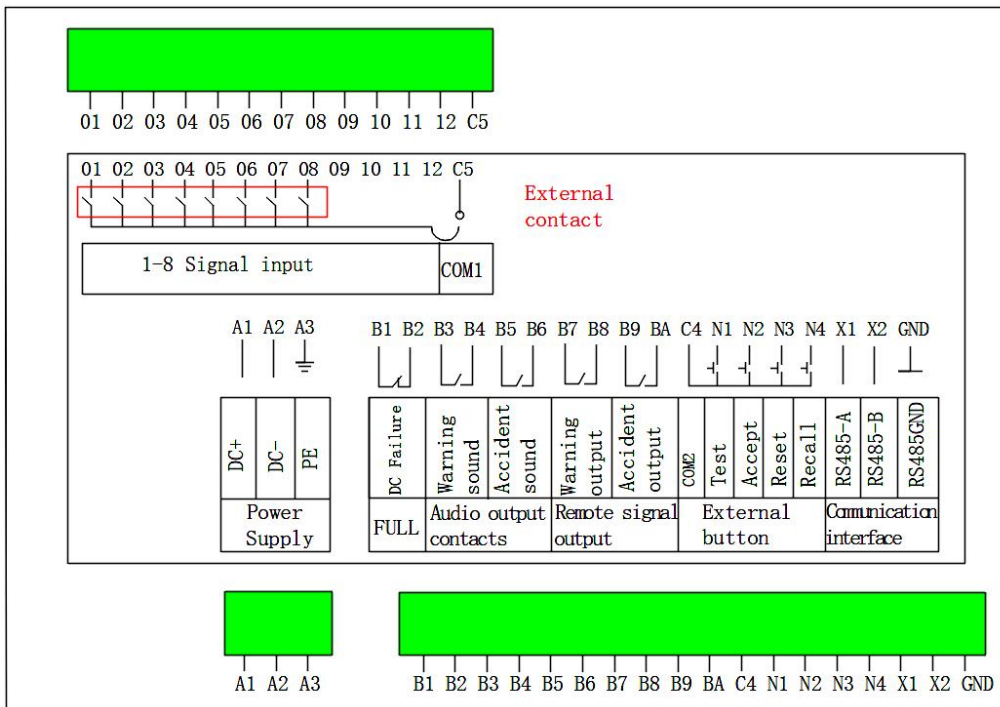 01 02 03 04 05 06 07 08 09 10 11 12 C5
01 02 03 04 05 06 07 08 09 10 11 12 C5
External
contact
1-8 Signal input
COM1
A1 A2 A3
B1 B2 B3 B4 B5 B6 B7 B8 B9 BA C4 N1 N2 N3 N4 X1 X2 GND
DC+
DC-
PE
DC Failure
Warning
sound
Accident
sound
Warning
output
Accident
output
COM2
Test
Accept
Reset
Recall
RS485-A
RS485-B
RS485GND
Power
Supply
FULL
Audio output
contacts
Remote signal
output
External
button
Communication
interface
A1 A2 A3
B1 B2 B3 B4 B5 B6 B7 B8 B9 BA C4 N1 N2 N3 N4 X1 X2 GND